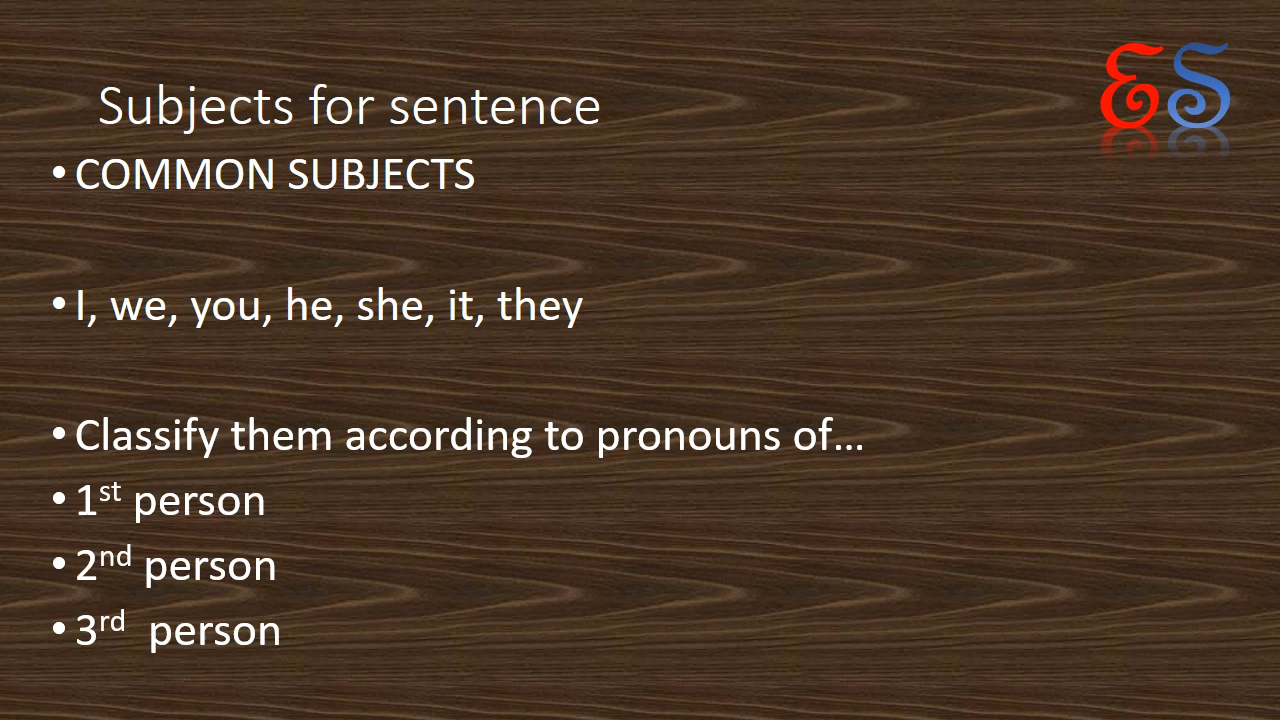 ES
Subjects for sentence
• COMMON SUBJECTS
• I, we, you, he, she, it, they
• Classify them according to pronouns of…
• 1st person
• 2nd person
• 3rd  person